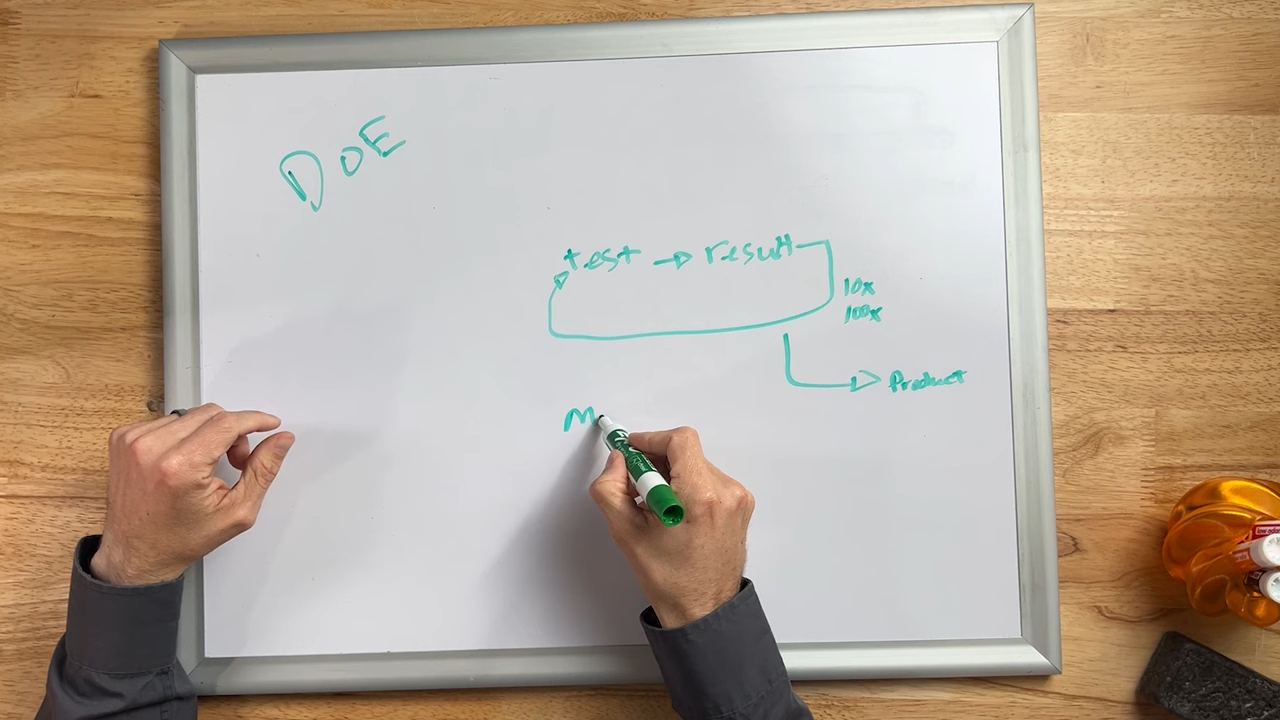 DOE
test → result
10x
100x
Product
M